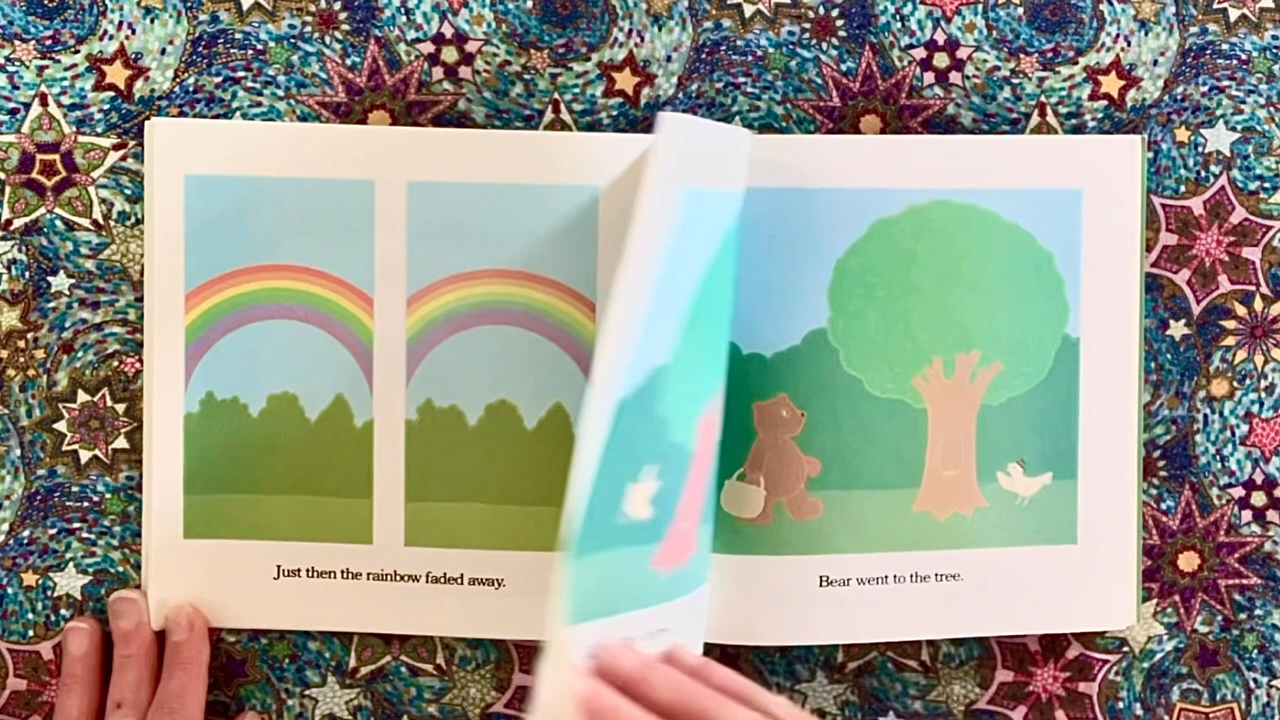 Just then the rainbow faded away.
Bear went to the tree.